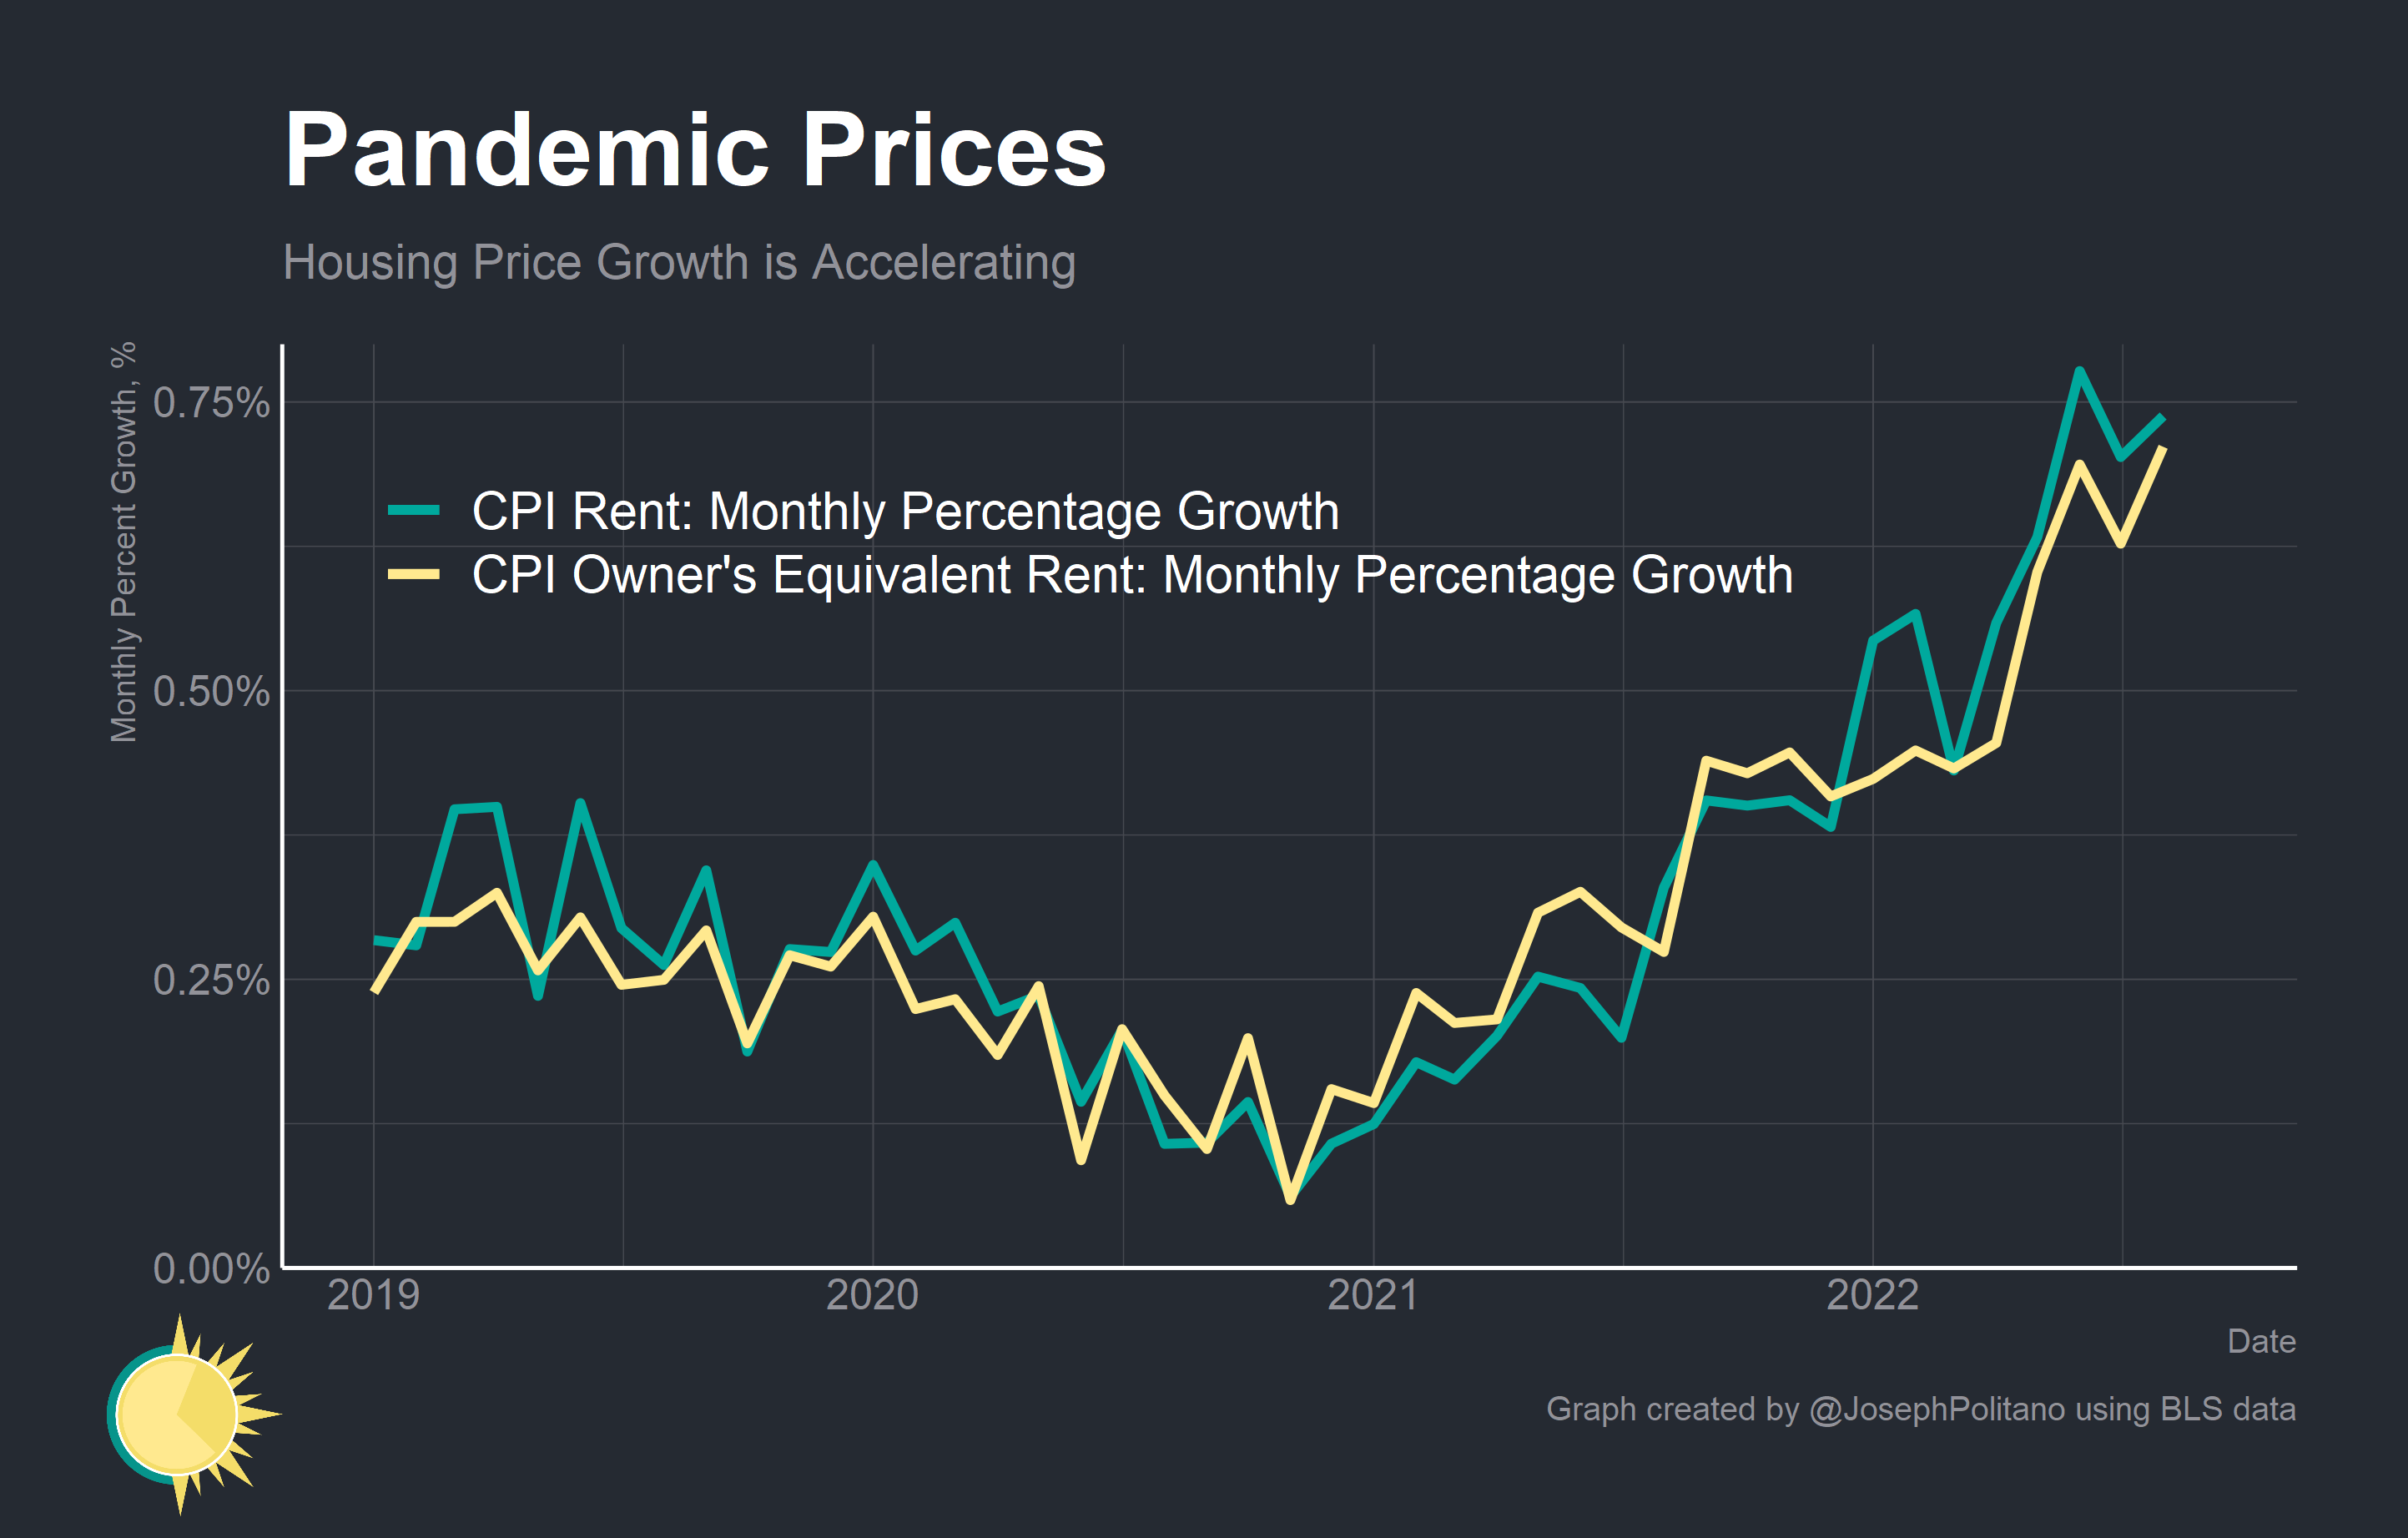 Pandemic Prices
Housing Price Growth is Accelerating
Monthly Percent Growth, %
0.75%
CPI Rent: Monthly Percentage Growth
CPI Owner's Equivalent Rent: Monthly Percentage Growth
0.50%
0.25%
0.00%
2019 2020 2021 2022
Date
Graph created by @JosephPolitano using BLS data